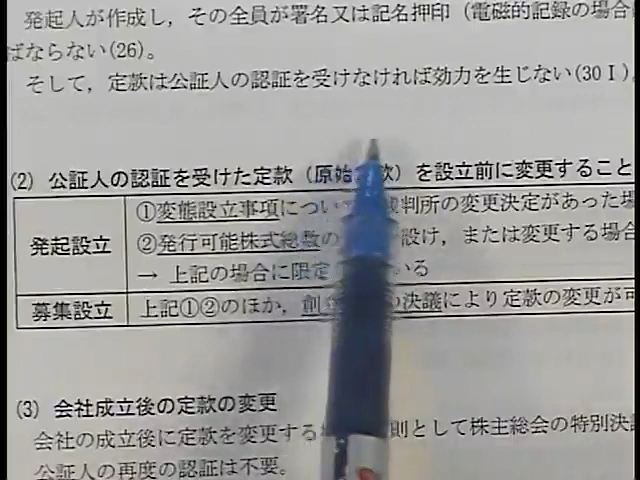 発起人が作成し，その全員が署名又は記名押印（電磁的記録の場合
ばならない(26)。
そして，定款は公証人の認証を受けなければ効力を生じない(30Ⅰ)。
(2) 公証人の認証を受けた定款（原始 款）を設立前に変更すること
発起設立
①変態設立事項につい 裁判所の変更決定があった場
②発行可能株式総数の 設け，または変更する場合
→ 上記の場合に限定 いる
募集設立
上記①②のほか，創 の決議により定款の変更が可
(3) 会社成立後の定款の変更
会社の成立後に定款を変更する 則として株主総会の特別決
公証人の再度の認証は不要。